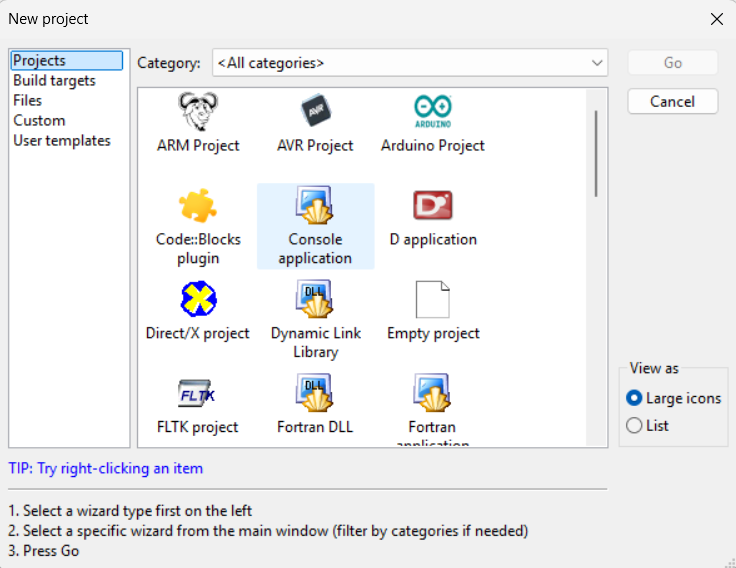 New project
Projects
Build targets
Files
Custom
User templates
Category: <All categories>
Go
Cancel
ARM Project
AVR
AVR Project
ARDUINO
Arduino Project
Code::Blocks
plugin
Console
application
D
D application
Direct/X project
DLL
Dynamic Link
Library
Empty project
FLTK
FLTK project
DLL
Fortran DLL
Fortran
application
View as
Large icons
List
TIP: Try right-clicking an item
1. Select a wizard type first on the left
2. Select a specific wizard from the main window (filter by categories if needed)
3. Press Go